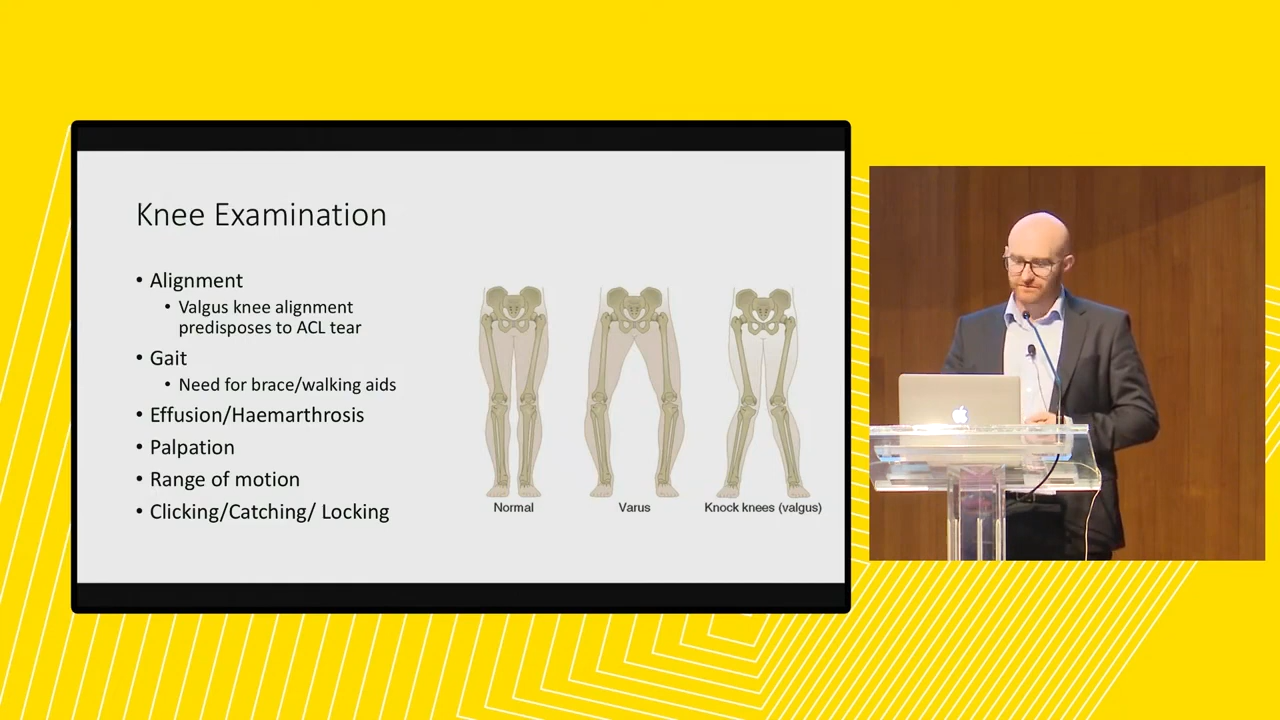 Knee Examination
• Alignment
• Valgus knee alignment
predisposes to ACL tear
• Gait
• Need for brace/walking aids
• Effusion/Haemarthrosis
• Palpation
• Range of motion
• Clicking/Catching/ Locking
Normal
Varus
Knock knees (valgus)